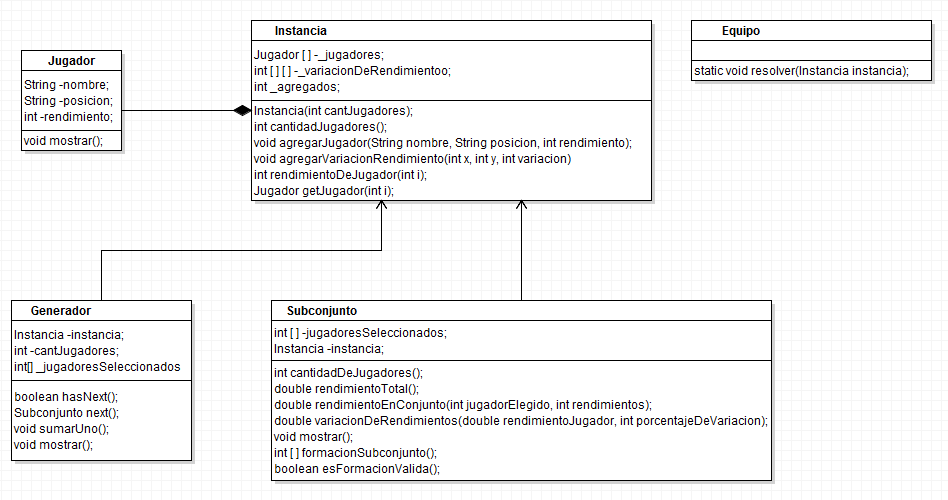 Jugador
String -nombre;
String -posicion;
int -rendimiento;
void mostrar();
Instancia
Jugador [ ] -_jugadores;
int [ ] [ ] -_variacionDeRendimientoo;
int _agregados;
Instancia(int cantJugadores);
int cantidadJugadores();
void agregarJugador(String nombre, String posicion, int rendimiento);
void agregarVariacionRendimiento(int x, int y, int variacion)
int rendimientoDeJugador(int i);
Jugador getJugador(int i);
Equipo
static void resolver(Instancia instancia);
Generador
Instancia -instancia;
int -cantJugadores;
int[] _jugadoresSeleccionados
boolean hasNext();
Subconjunto next();
void sumarUno();
void mostrar();
Subconjunto
int [ ] -jugadoresSeleccionados;
Instancia -instancia;
int cantidadDeJugadores();
double rendimientoTotal();
double rendimientoEnConjunto(int jugadorElegido, int rendimientos);
double variacionDeRendimientos(double rendimientoJugador, int porcentajeDeVariacion);
void mostrar();
int [ ] formacionSubconjunto();
boolean esFormacionValida();